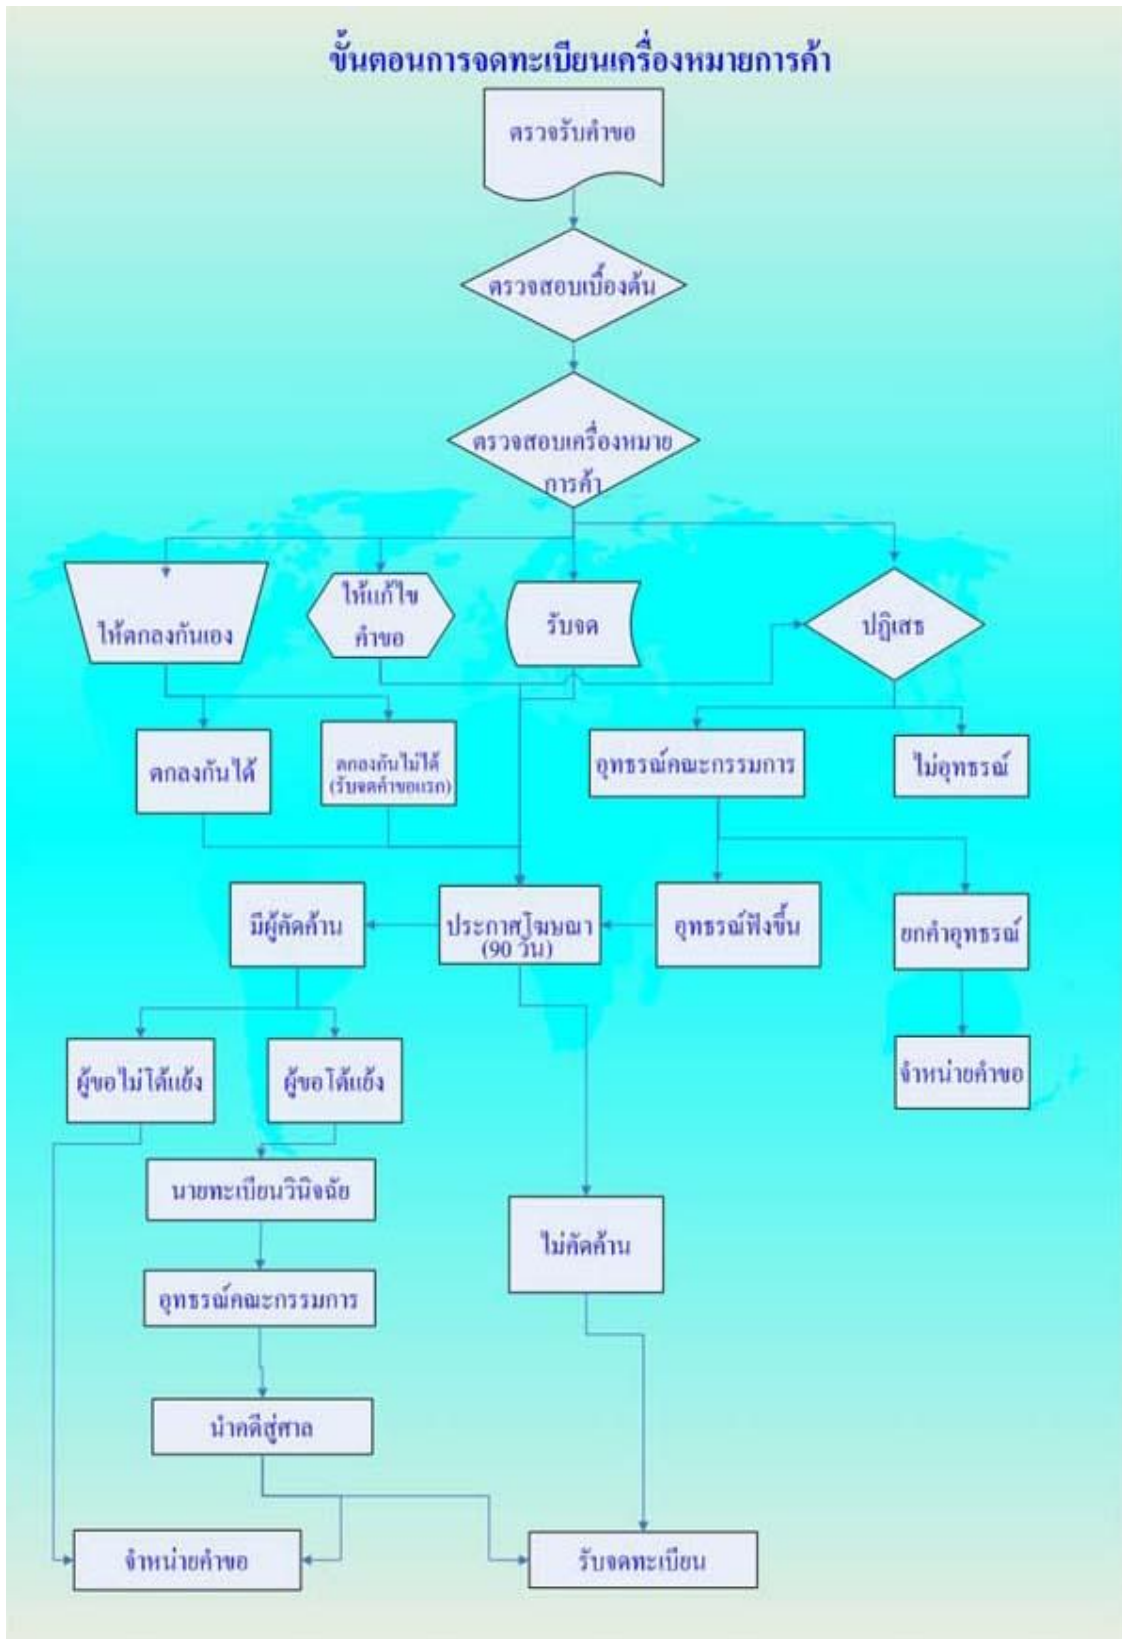 ขั้นตอนการจดทะเบียนเครื่องหมายการค้า
ตรวจรับคำขอ
ตรวจสอบเบื้องต้น
ตรวจสอบเครื่องหมาย
การค้า
ให้ตกลงกันเอง
ให้แก้ไข
คำขอ
รับจด
ปฏิเสธ
ตกลงกันได้
ตกลงกันไม่ได้
(รับจดคำขอแรก)
อุทธรณ์คณะกรรมการ
ไม่อุทธรณ์
มีผู้คัดค้าน
ประกาศโฆษณา
(90 วัน)
อุทธรณ์ฟังขึ้น
ยกคำอุทธรณ์
ผู้ขอไม่โต้แย้ง
ผู้ขอโต้แย้ง
จำหน่ายคำขอ
นายทะเบียนวินิจฉัย
ไม่คัดค้าน
อุทธรณ์คณะกรรมการ
นำคดีสู่ศาล
จำหน่ายคำขอ
รับจดทะเบียน